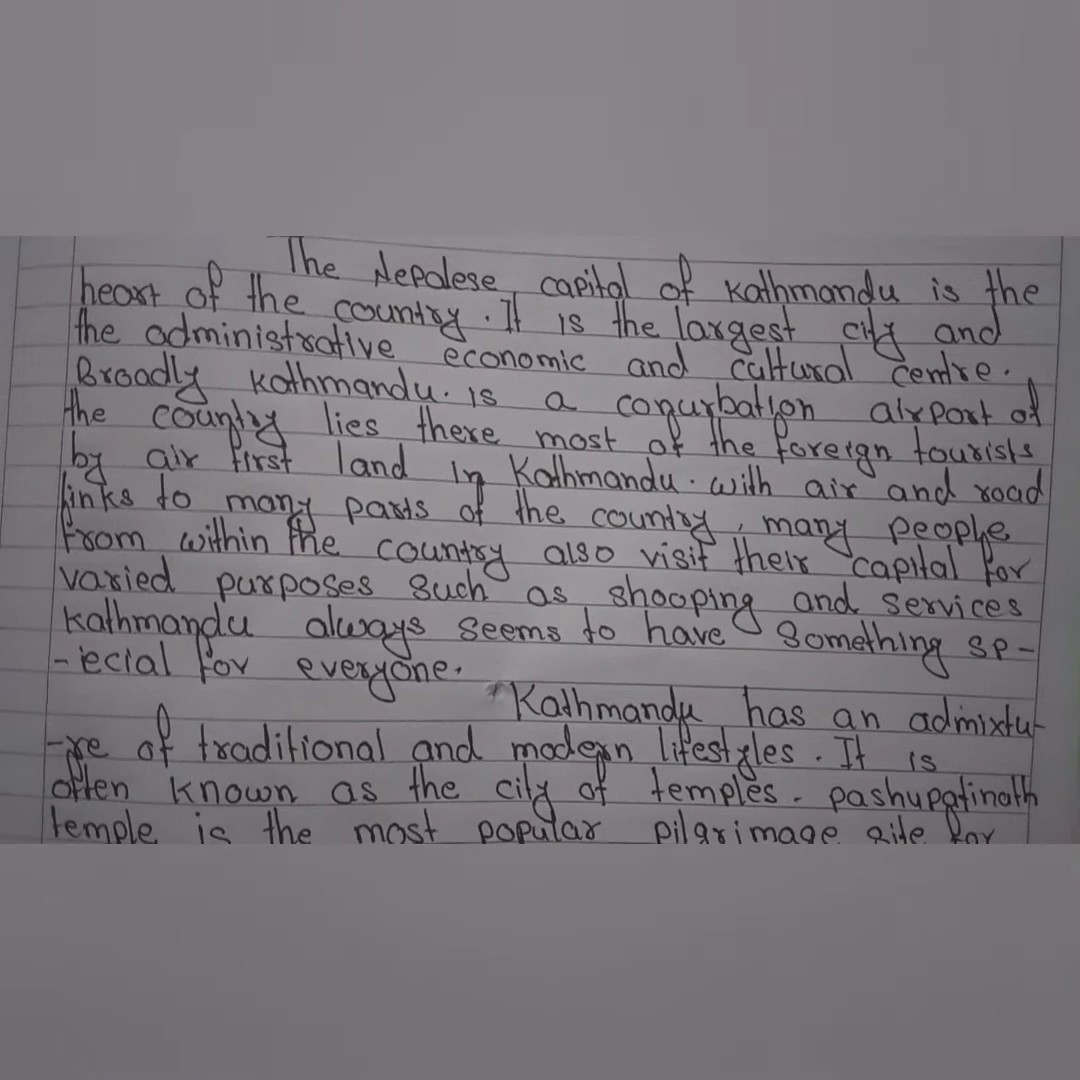 The Nepalese capital of Kathmandu is the
heart of the country. It is the largest city and
the administrative economic and cultural centre.
Broadly Kathmandu. is a conurbation airport of
the country lies there most of the foreign tourists
by air first land in Kathmandu. with air and road
links to many parts of the country, many people
from within the country also visit their capital for
varied purposes such as shooping and services
Kathmandu always seems to have something sp-
-iecial for everyone.
Kathmandu has an admixtu-
-re of traditional and modern lifestyles. It is
often known as the city of temples. pashupatinath
temple is the most popular pilgrimage site for